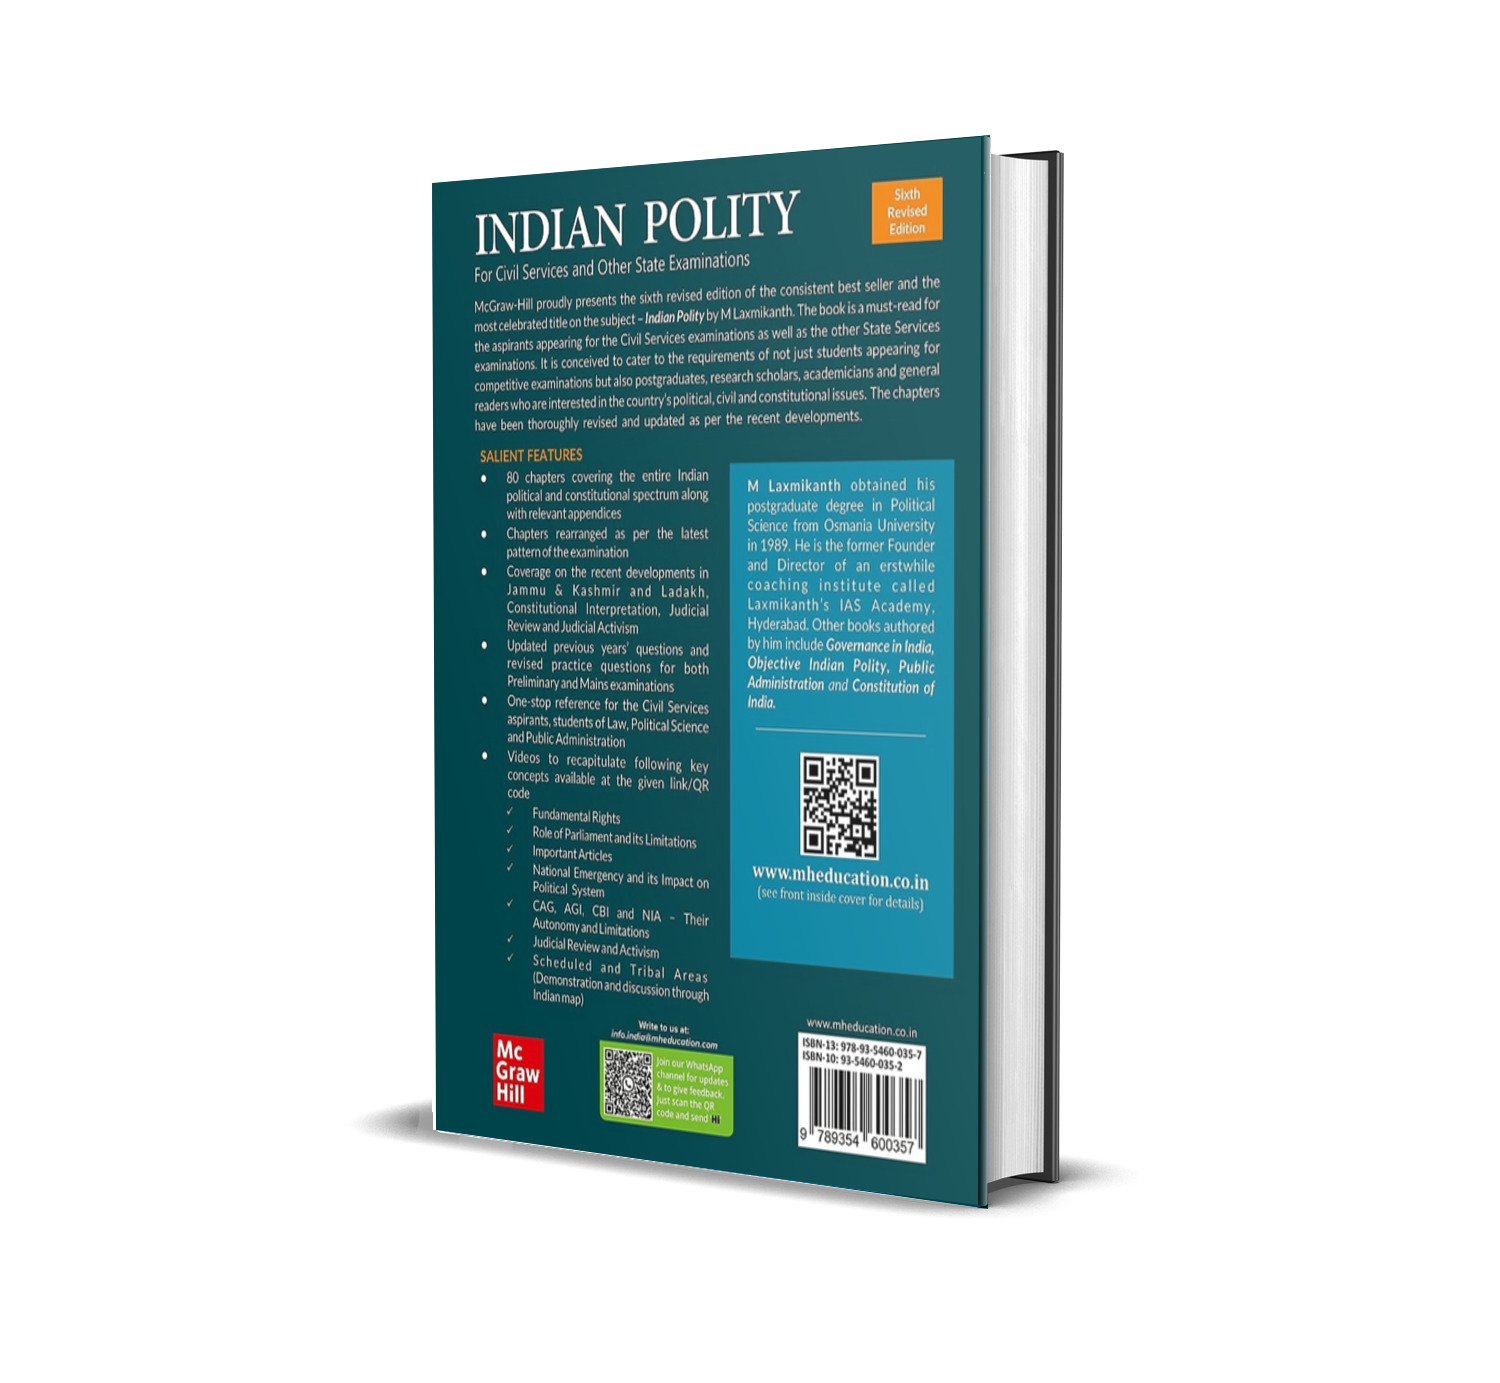 INDIAN POLITY
For Civil Services and Other State Examinations
Sixth
Revised
Edition
McGraw-Hill proudly presents the sixth revised edition of the consistent best seller and the
most celebrated title on the subject – Indian Polity by M Laxmikanth. The book is a must-read for
the aspirants appearing for the Civil Services examinations as well as the other State Services
examinations. It is conceived to cater to the requirements of not just students appearing for
competitive examinations but also postgraduates, research scholars, academicians and general
readers who are interested in the country's political, civil and constitutional issues. The chapters
have been thoroughly revised and updated as per the recent developments.
SALIENT FEATURES
• 80 chapters covering the entire Indian
political and constitutional spectrum along
with relevant appendices
• Chapters rearranged as per the latest
pattern of the examination
• Coverage on the recent developments in
Jammu & Kashmir and Ladakh,
Constitutional Interpretation, Judicial
Review and Judicial Activism
• Updated previous years' questions and
revised practice questions for both
Preliminary and Mains examinations
• One-stop reference for the Civil Services
aspirants, students of Law, Political Science
and Public Administration
• Videos to recapitulate following key
concepts available at the given link/QR
code
✓ Fundamental Rights
✓ Role of Parliament and its Limitations
✓ Important Articles
✓ National Emergency and its Impact on
Political System
✓ CAG, AGI, CBI and NIA – Their
Autonomy and Limitations
✓ Judicial Review and Activism
✓ Scheduled and Tribal Areas
(Demonstration and discussion through
Indian map)
M Laxmikanth obtained his
postgraduate degree in Political
Science from Osmania University
in 1989. He is the former Founder
and Director of an erstwhile
coaching institute called
Laxmikanth's IAS Academy,
Hyderabad. Other books authored
by him include Governance in India,
Objective Indian Polity, Public
Administration and Constitution of
India.
www.mheducation.co.in
(see front inside cover for details)
Mc
Graw
Hill
Write to us at:
info.india@mheducation.com
Join our WhatsApp
channel for updates
& to give feedback.
Just scan the QR
code and send Hi
www.mheducation.co.in
ISBN-13: 978-93-5460-035-7
ISBN-10: 93-5460-035-2
9 789354 600357